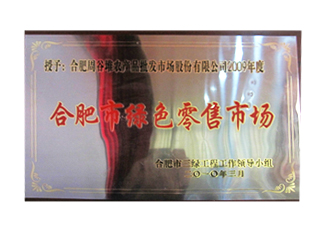 授予：合肥周谷堆农产品批发市场股份有限公司2009年度
合肥市绿色零售市场
合肥市三绿工程工作领导小组
二〇一〇年三月